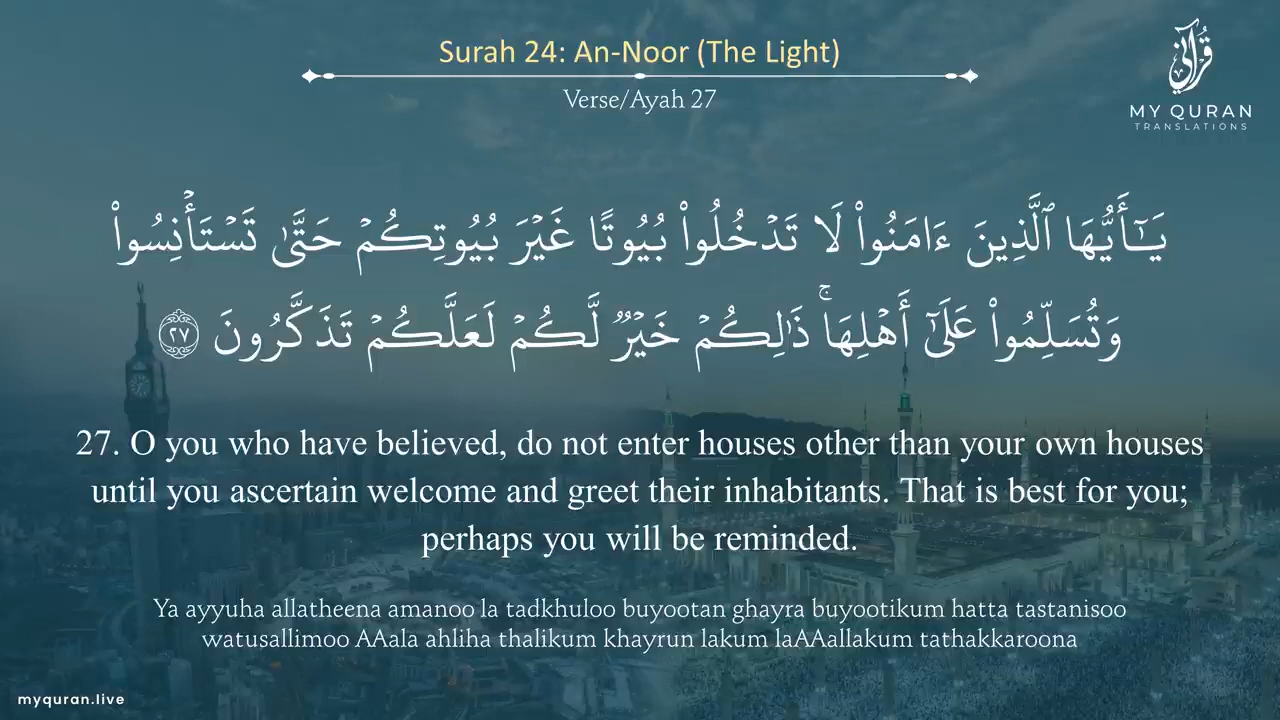 Surah 24: An-Noor (The Light)
Verse/Ayah 27
قرآني
MY QURAN
TRANSLATIONS
يَـٰٓأَيُّهَا ٱلَّذِينَ ءَامَنُوا۟ لَا تَدْخُلُوا۟ بُيُوتًا غَيْرَ بُيُوتِكُمْ حَتَّىٰ تَسْتَأْنِسُوا۟
وَتُسَلِّمُوا۟ عَلَىٰٓ أَهْلِهَا ۚ ذَٰلِكُمْ خَيْرٌ لَّكُمْ لَعَلَّكُمْ تَذَكَّرُونَ ٢٧
27. O you who have believed, do not enter houses other than your own houses
until you ascertain welcome and greet their inhabitants. That is best for you;
perhaps you will be reminded.
Ya ayyuha allatheena amanoo la tadkhuloo buyootan ghayra buyootikum hatta tastanisoo
watusallimoo AAala ahliha thalikum khayrun lakum laAAallakum tathakkaroona
myquran.live